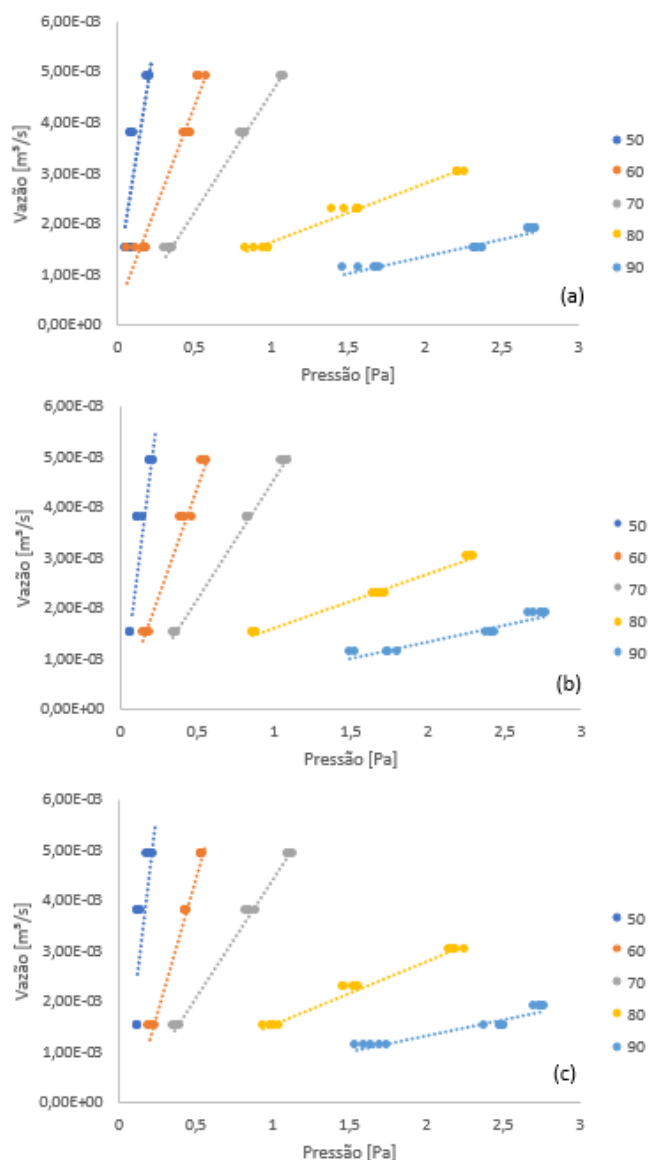 6,00E-03
5,00E-03
4,00E-03
3,00E-03
2,00E-03
1,00E-03
0,00E+00
Vazão [m³/s]
0 0,5 1 1,5 2 2,5 3
Pressão [Pa]
50
60
70
80
90
(a)
6,00E-03
5,00E-03
4,00E-03
3,00E-03
2,00E-03
1,00E-03
0,00E+00
Vazão [m³/s]
0 0,5 1 1,5 2 2,5 3
Pressão [Pa]
50
60
70
80
90
(b)
6,00E-03
5,00E-03
4,00E-03
3,00E-03
2,00E-03
1,00E-03
0,00E+00
Vazão [m³/s]
0 0,5 1 1,5 2 2,5 3
Pressão [Pa]
50
60
70
80
90
(c)